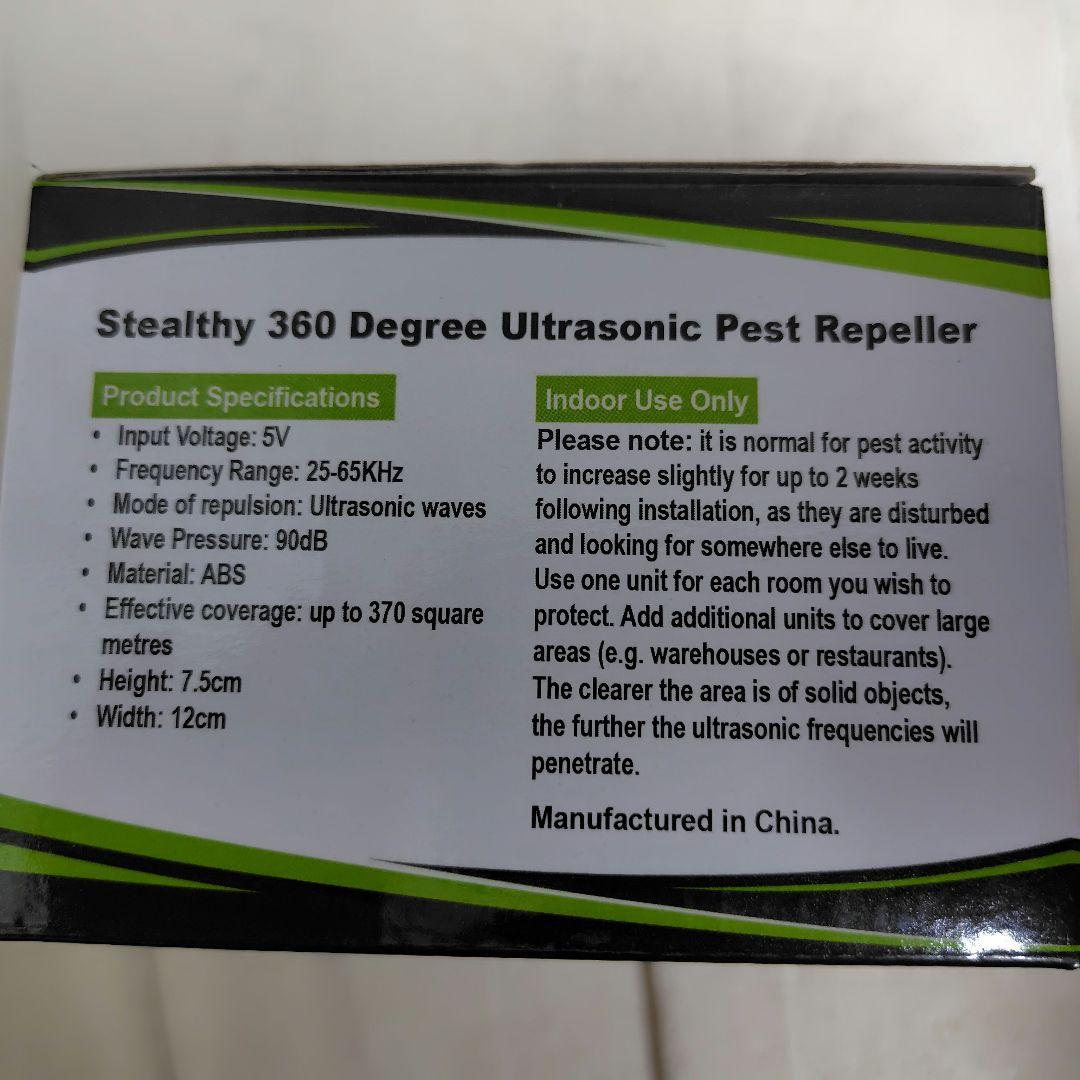 Stealthy 360 Degree Ultrasonic Pest Repeller
Product Specifications
• Input Voltage: 5V
• Frequency Range: 25-65KHz
• Mode of repulsion: Ultrasonic waves
• Wave Pressure: 90dB
• Material: ABS
• Effective coverage: up to 370 square
metres
• Height: 7.5cm
• Width: 12cm
Indoor Use Only
Please note: it is normal for pest activity
to increase slightly for up to 2 weeks
following installation, as they are disturbed
and looking for somewhere else to live.
Use one unit for each room you wish to
protect. Add additional units to cover large
areas (e.g. warehouses or restaurants).
The clearer the area is of solid objects,
the further the ultrasonic frequencies will
penetrate.
Manufactured in China.